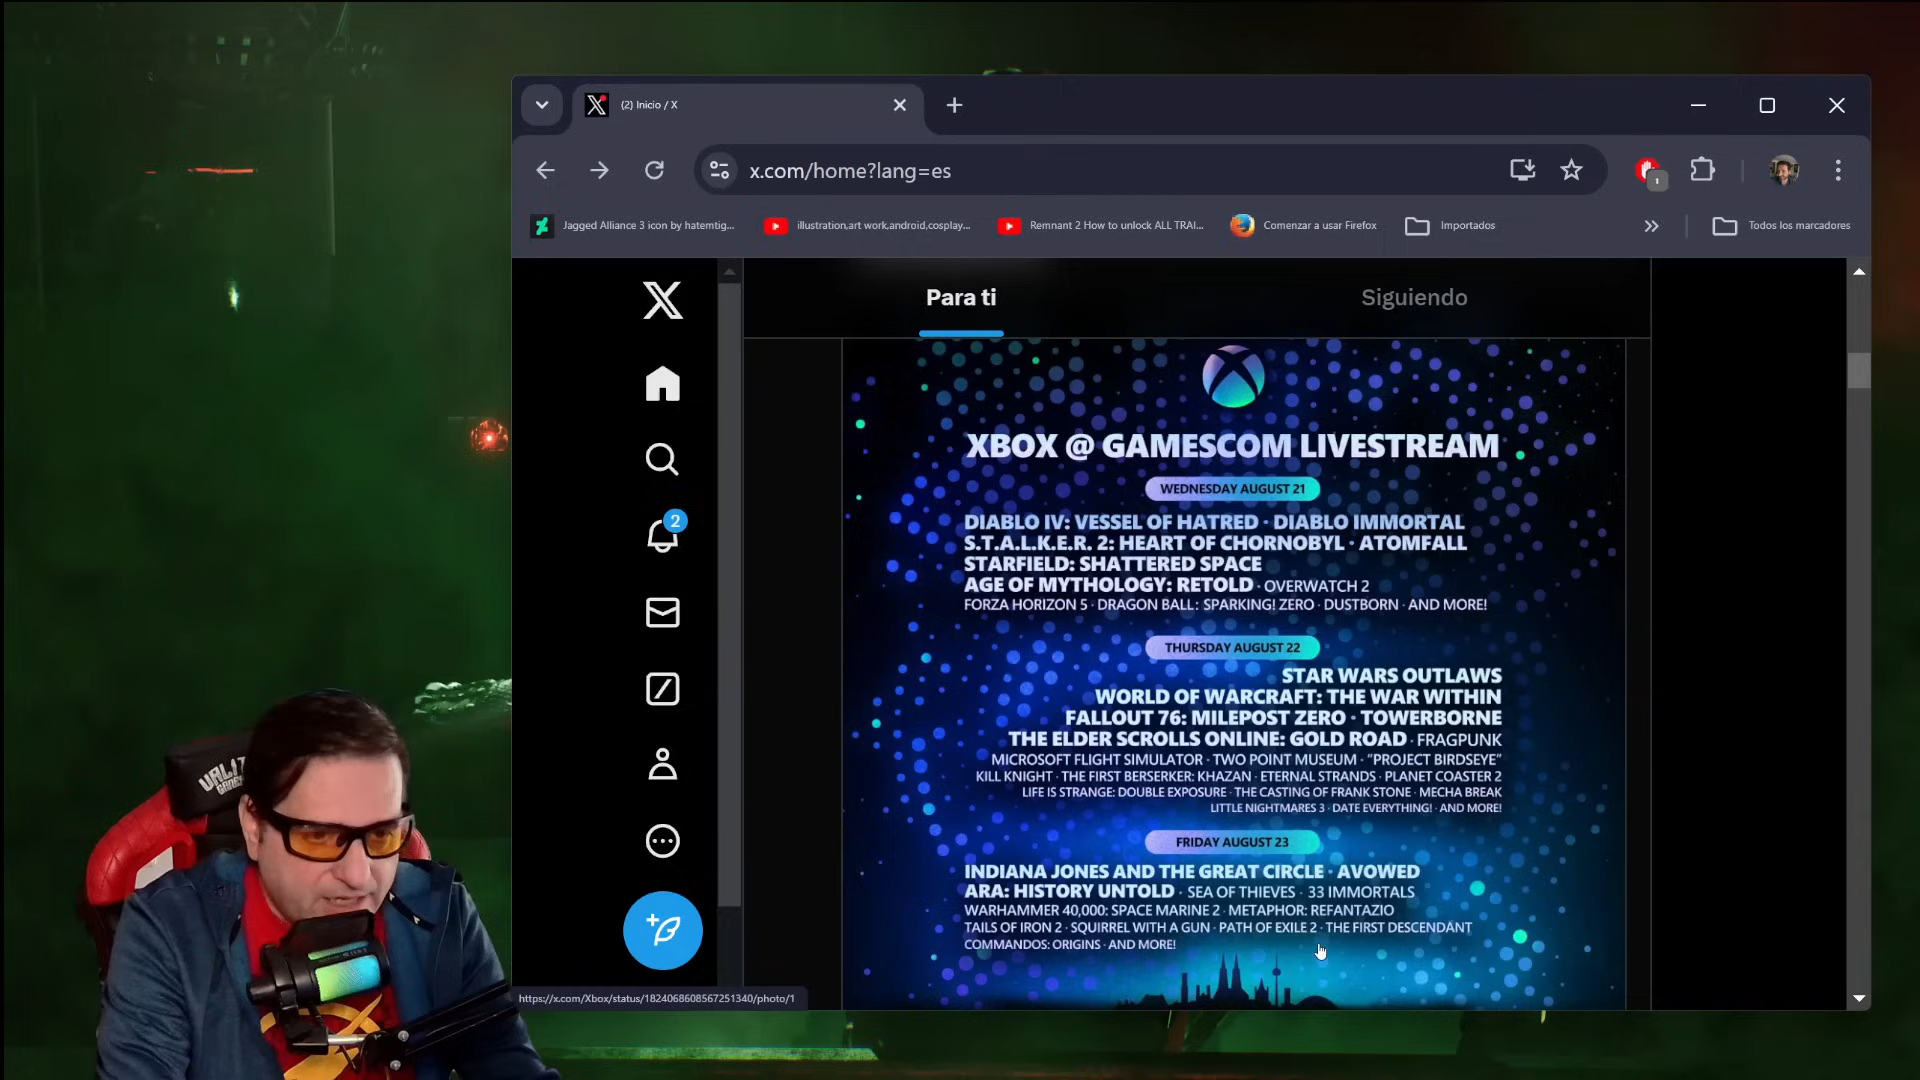 (2) Inicio / X
x.com/home?lang=es
1
Jagged Alliance 3 icon by hatemtig...
illustration,art work,android,cosplay...
Remnant 2 How to unlock ALL TRAI...
Comenzar a usar Firefox
Importados
Todos los marcadores
Para ti
Siguiendo
XBOX @ GAMESCOM LIVESTREAM
WEDNESDAY AUGUST 21
DIABLO IV: VESSEL OF HATRED · DIABLO IMMORTAL
S.T.A.L.K.E.R. 2: HEART OF CHORNOBYL · ATOMFALL
STARFIELD: SHATTERED SPACE
AGE OF MYTHOLOGY: RETOLD · OVERWATCH 2
FORZA HORIZON 5 · DRAGON BALL: SPARKING! ZERO · DUSTBORN · AND MORE!
2
THURSDAY AUGUST 22
STAR WARS OUTLAWS
WORLD OF WARCRAFT: THE WAR WITHIN
FALLOUT 76: MILEPOST ZERO · TOWERBORNE
THE ELDER SCROLLS ONLINE: GOLD ROAD · FRAGPUNK
MICROSOFT FLIGHT SIMULATOR · TWO POINT MUSEUM · "PROJECT BIRDSEYE"
KILL KNIGHT · THE FIRST BERSERKER: KHAZAN · ETERNAL STRANDS · PLANET COASTER 2
LIFE IS STRANGE: DOUBLE EXPOSURE · THE CASTING OF FRANK STONE · MECHA BREAK
LITTLE NIGHTMARES 3 · DATE EVERYTHING! · AND MORE!
FRIDAY AUGUST 23
INDIANA JONES AND THE GREAT CIRCLE · AVOWED
ARA: HISTORY UNTOLD · SEA OF THIEVES · 33 IMMORTALS
WARHAMMER 40,000: SPACE MARINE 2 · METAPHOR: REFANTAZIO
TAILS OF IRON 2 · SQUIRREL WITH A GUN · PATH OF EXILE 2 · THE FIRST DESCENDANT
COMMANDOS: ORIGINS · AND MORE!
https://x.com/Xbox/status/1824068608567251340/photo/1